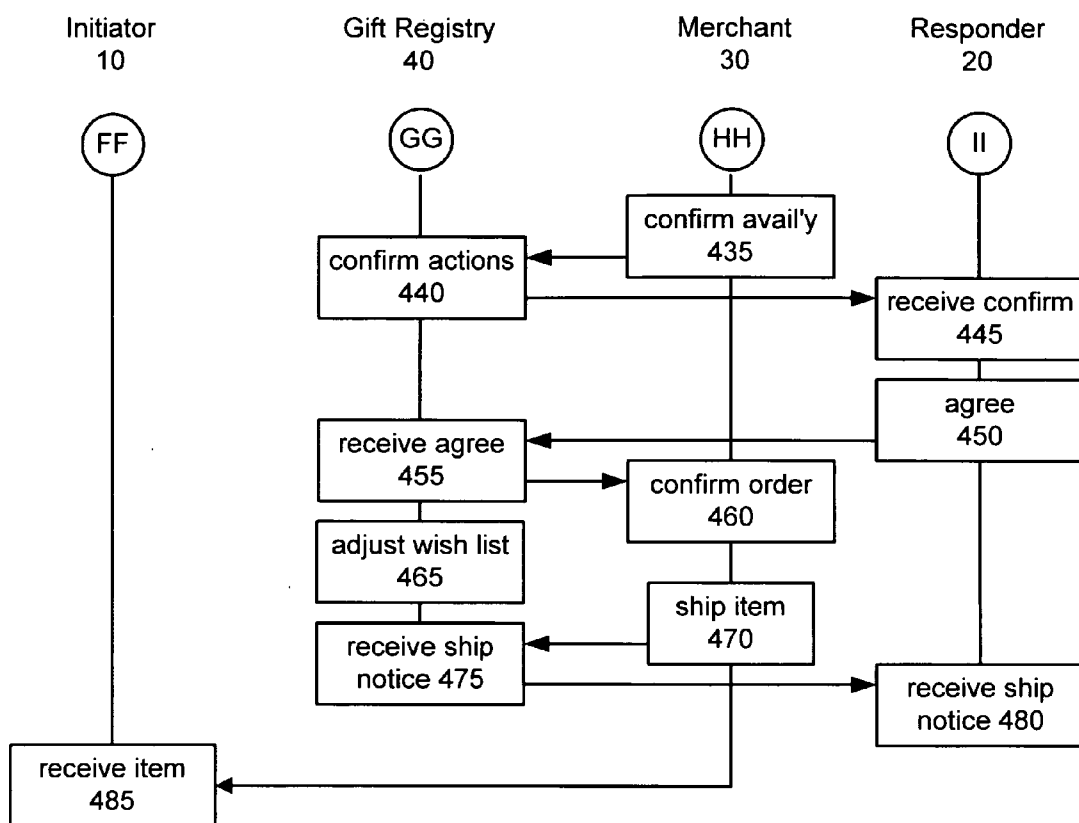 Initiator
10
Gift Registry
40
Merchant
30
Responder
20
FF
GG
HH
II
confirm avail'y
435
confirm actions
440
receive confirm
445
agree
450
receive agree
455
confirm order
460
adjust wish list
465
ship item
470
receive ship
notice 475
receive ship
notice 480
receive item
485